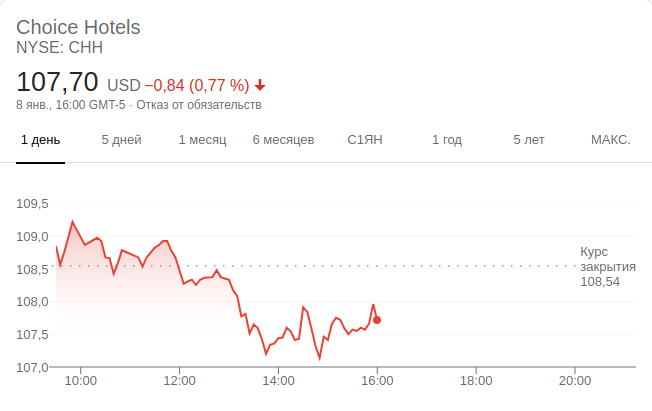 Choice Hotels
NYSE: CHH
107,70 USD −0,84 (0,77 %)
8 янв., 16:00 GMT-5 · Отказ от обязательств
1 день 5 дней 1 месяц 6 месяцев С1ЯН 1 год 5 лет МАКС.
109,5
109,0
108,5
108,0
107,5
107,0
Курс
закрытия
108,54
10:00 12:00 14:00 16:00 18:00 20:00